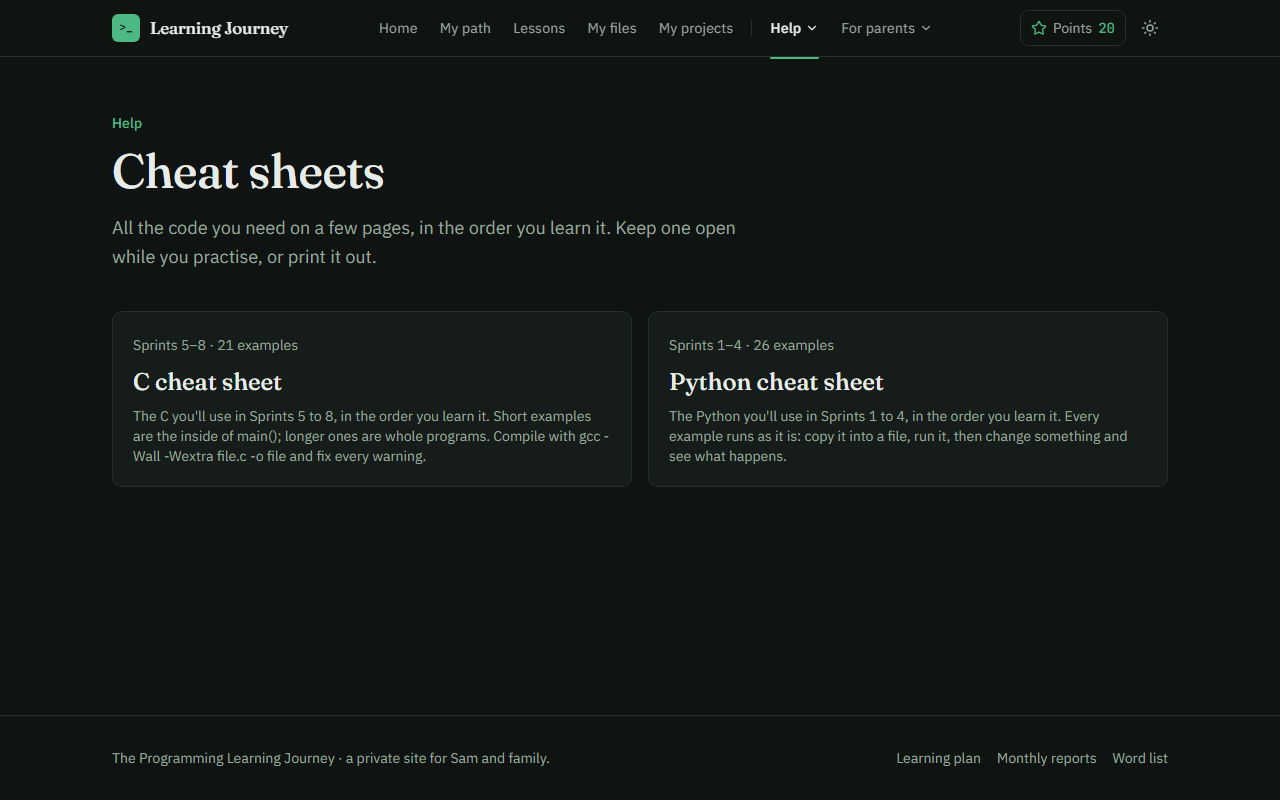 >_ Learning Journey
Home My path Lessons My files My projects Help For parents Points 20
Help
Cheat sheets
All the code you need on a few pages, in the order you learn it. Keep one open
while you practise, or print it out.
Sprints 5–8 · 21 examples
C cheat sheet
The C you'll use in Sprints 5 to 8, in the order you learn it. Short examples
are the inside of main(); longer ones are whole programs. Compile with gcc -
Wall -Wextra file.c -o file and fix every warning.
Sprints 1–4 · 26 examples
Python cheat sheet
The Python you'll use in Sprints 1 to 4, in the order you learn it. Every
example runs as it is: copy it into a file, run it, then change something and
see what happens.
The Programming Learning Journey · a private site for Sam and family.
Learning plan Monthly reports Word list